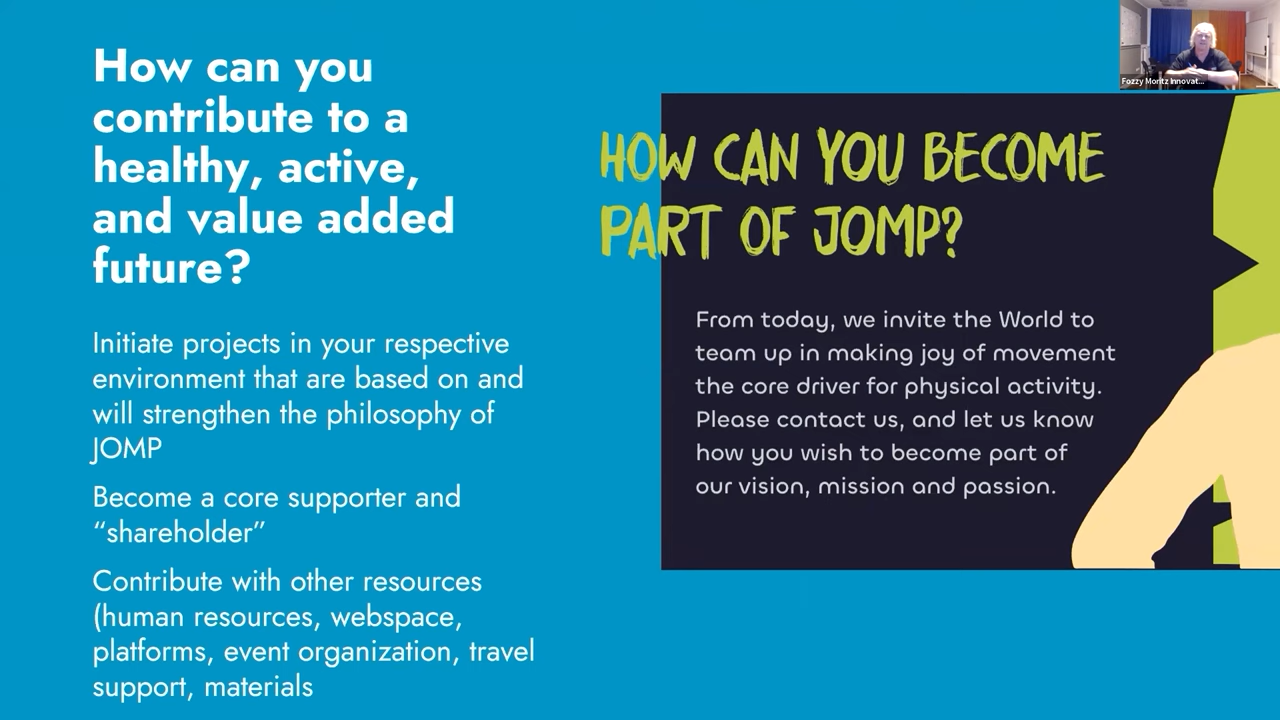 How can you
contribute to a
healthy, active,
and value added
future?
Initiate projects in your respective
environment that are based on and
will strengthen the philosophy of
JOMP
Become a core supporter and
“shareholder”
Contribute with other resources
(human resources, webspace,
platforms, event organization, travel
support, materials
Fozzy Moritz Innovat...
HOW CAN YOU BECOME
PART OF JOMP?
From today, we invite the World to
team up in making joy of movement
the core driver for physical activity.
Please contact us, and let us know
how you wish to become part of
our vision, mission and passion.